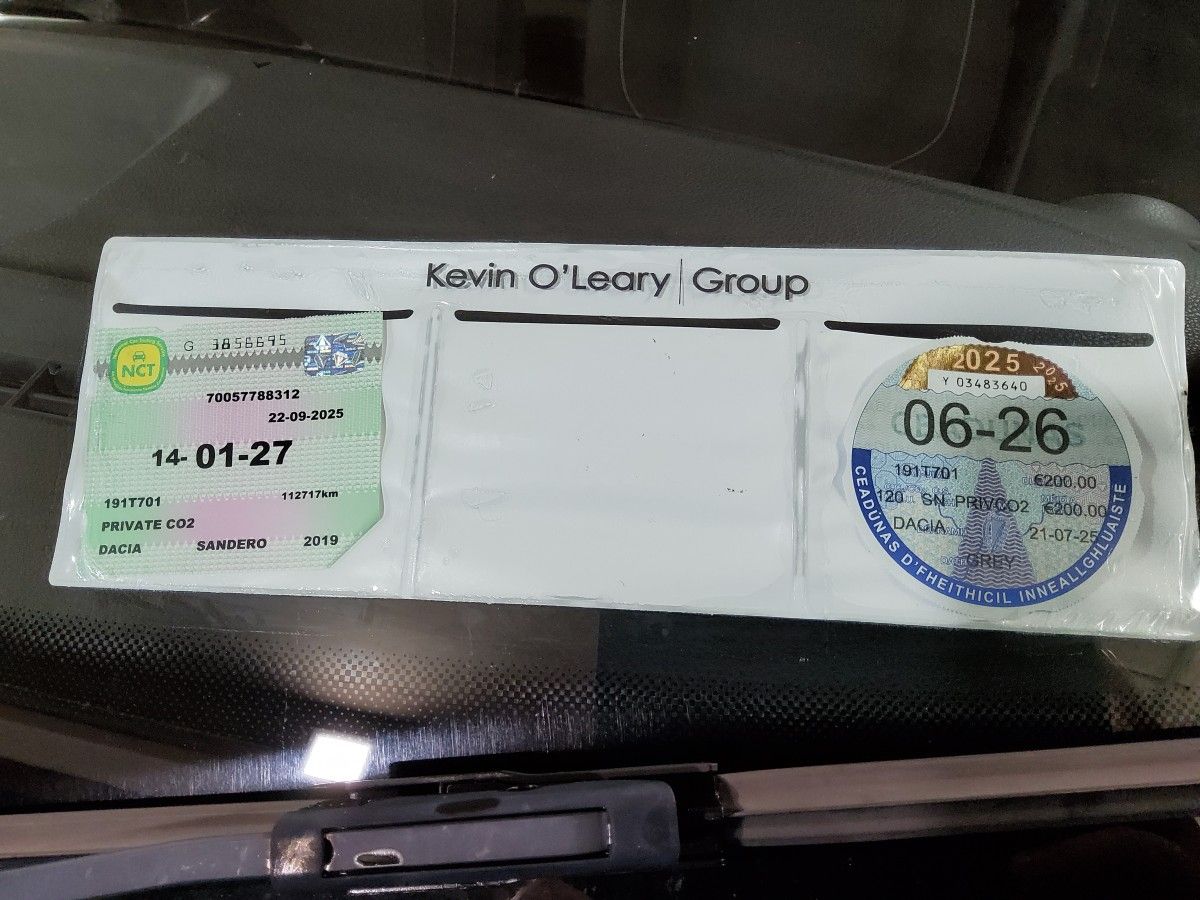 Kevin O'Leary | Group
NCT
G 3856695
70057788312
22-09-2025
14-01-27
191T701 112717km
PRIVATE CO2
DACIA SANDERO 2019
2025 2025
Y 03483640
06-26
191T701 €200.00
120 SN PRIVCO2 €200.00
DACIA 21-07-25
GREY
CEADÚNAS D'FHEITHICIL INNEALLGHLUAISTE